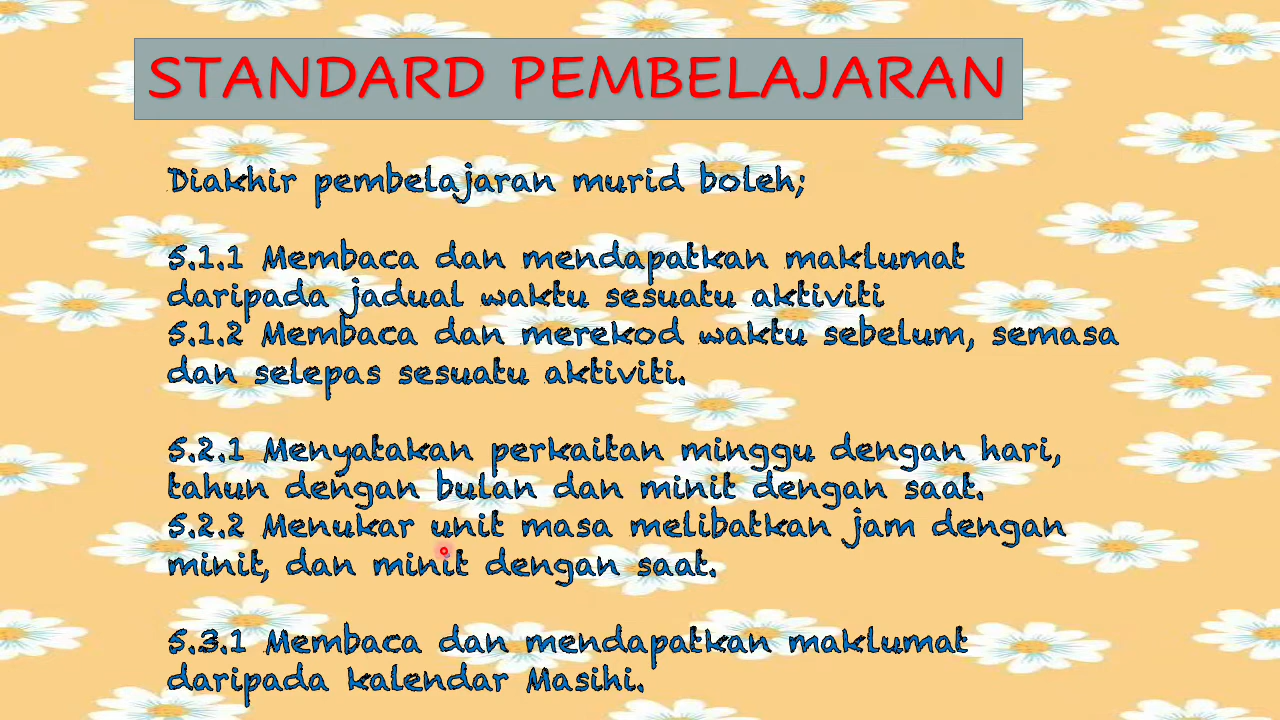 STANDARD PEMBELAJARAN
Diakhir pembelajaran murid boleh;
5.1.1 Membaca dan mendapatkan maklumat
daripada jadual waktu sesuatu aktiviti
5.1.2 Membaca dan merekod waktu sebelum, semasa
dan selepas sesuatu aktiviti.
5.2.1 Menyatakan perkaitan minggu dengan hari,
tahun dengan bulan dan minit dengan saat.
5.2.2 Menukar unit masa melibatkan jam dengan
minit, dan minit dengan saat.
5.3.1 Membaca dan mendapatkan maklumat
daripada kalendar Masihi.